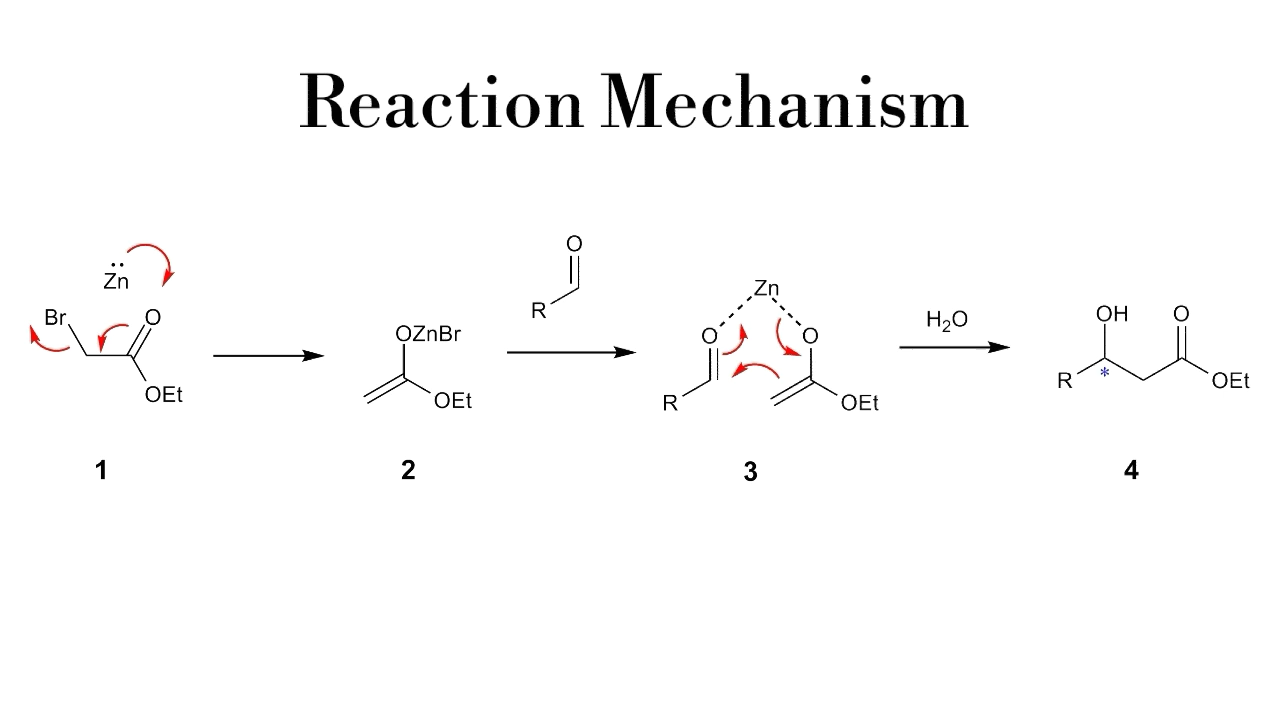 Reaction Mechanism
Zn
Br
O
OEt
1
OZnBr
OEt
2
O
R
Zn
O
O
R
OEt
3
H₂O
OH
O
R
*
OEt
4